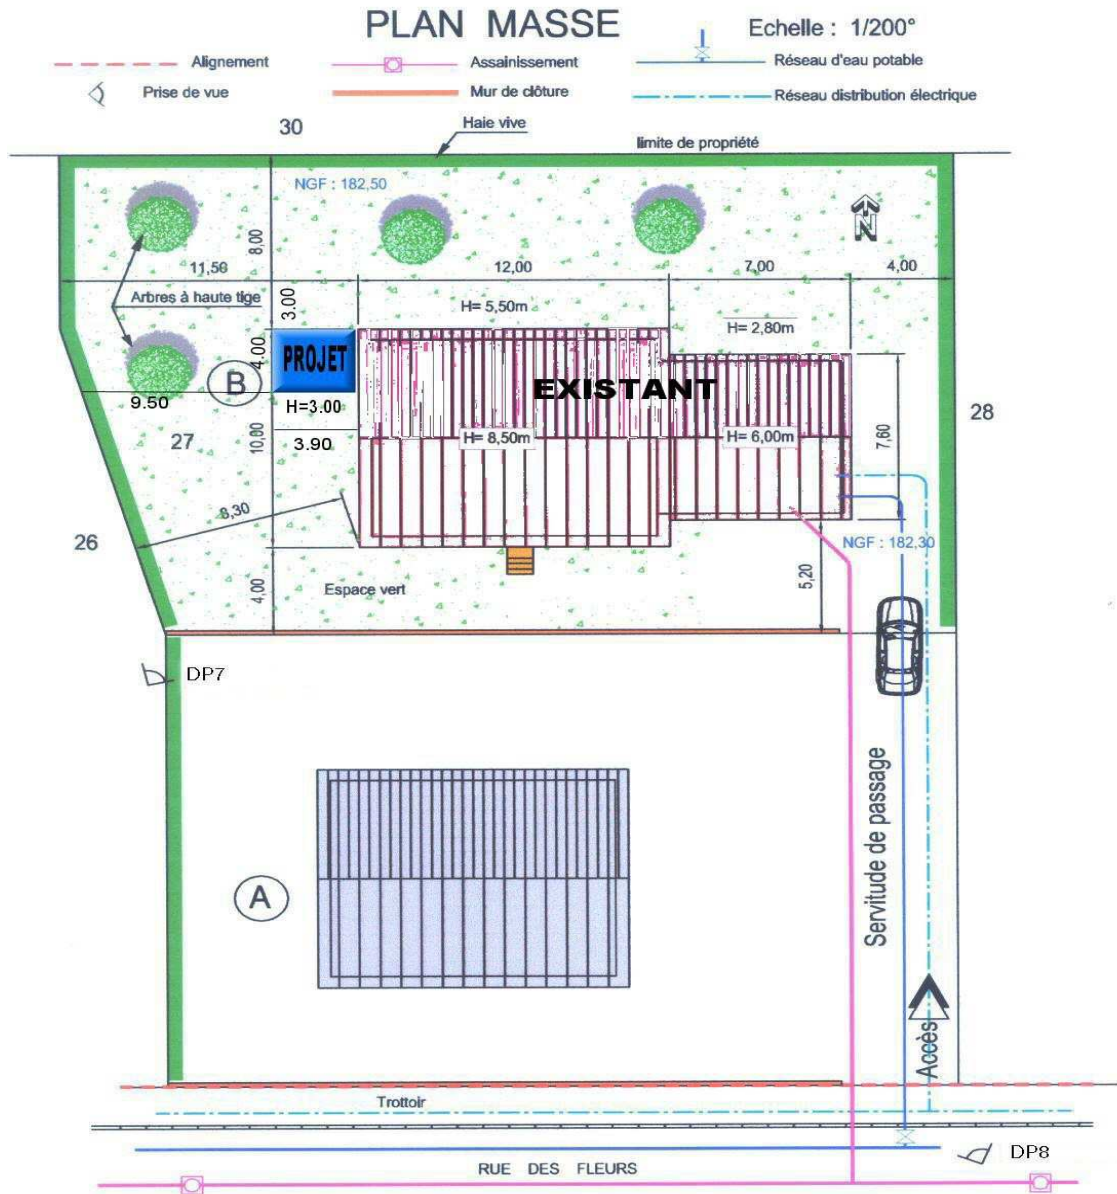 PLAN MASSE
Echelle : 1/200°
Alignement
Assainissement
Réseau d'eau potable
Prise de vue
Mur de clôture
Réseau distribution électrique
30
Haie vive
limite de propriété
NGF : 182,50
N
8,00
11,50
12,00
7,00
4,00
Arbres à haute tige
3.00
H= 5,50m
H= 2,80m
4.00
PROJET
B
EXISTANT
9.50
H=3.00
28
27
10,00
3.90
H= 8,50m
H= 6,00m
7,60
8,30
26
NGF : 182,30
4,00
Espace vert
5,20
DP7
Servitude de passage
A
Accès
Trottoir
RUE DES FLEURS
DP8